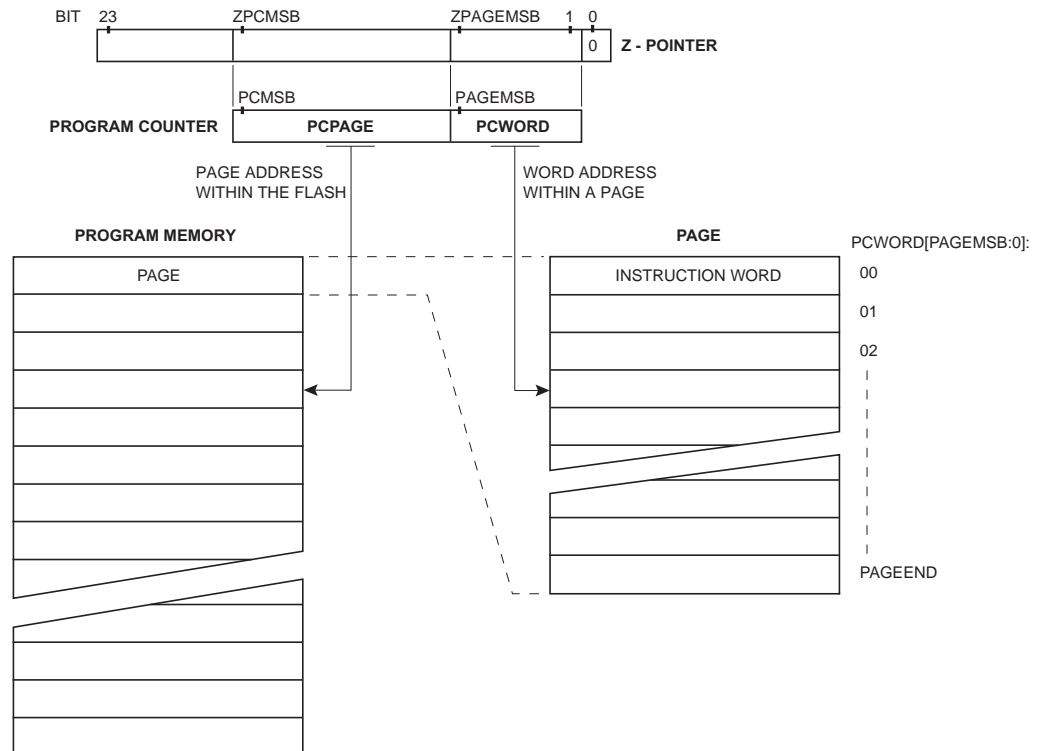 BIT 23 ZPCMSB ZPAGEMSB 1 0
0 Z - POINTER
PCMSB PAGEMSB
PROGRAM COUNTER PCPAGE PCWORD
PAGE ADDRESS
WITHIN THE FLASH
WORD ADDRESS
WITHIN A PAGE
PROGRAM MEMORY
PAGE
PAGE
INSTRUCTION WORD
PCWORD[PAGEMSB:0]:
00
01
02
PAGEEND